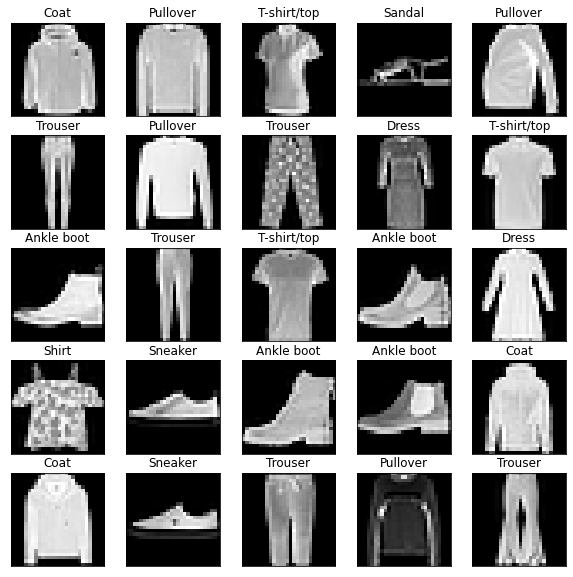 Coat Pullover T-shirt/top Sandal Pullover
Trouser Pullover Trouser Dress T-shirt/top
Ankle boot Trouser T-shirt/top Ankle boot Dress
Shirt Sneaker Ankle boot Ankle boot Coat
Coat Sneaker Trouser Pullover Trouser